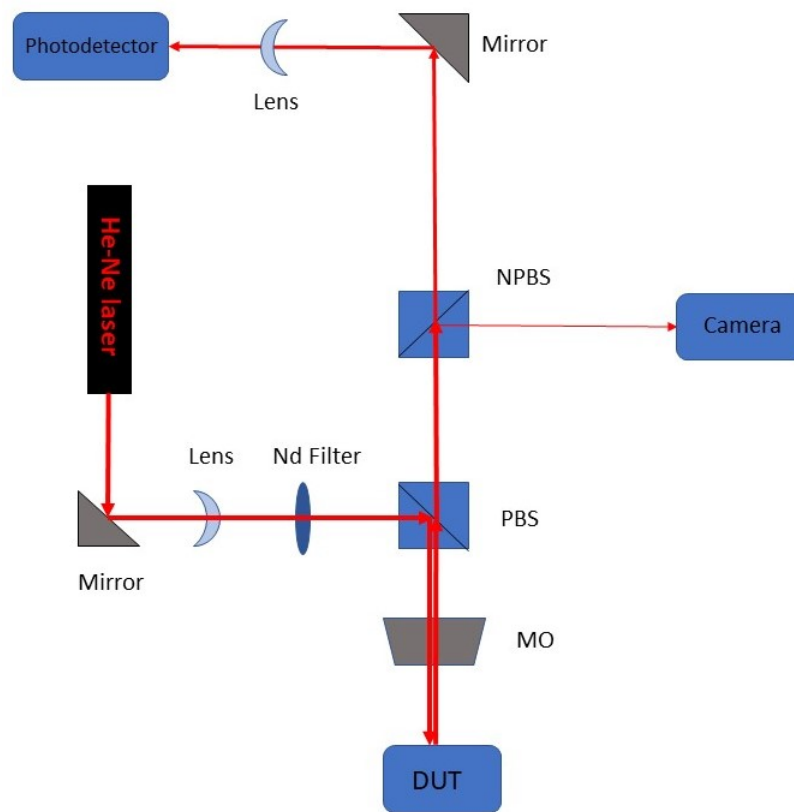 Photodetector
Mirror
Lens
He-Ne laser
NPBS
Camera
Lens
Nd Filter
PBS
Mirror
MO
DUT